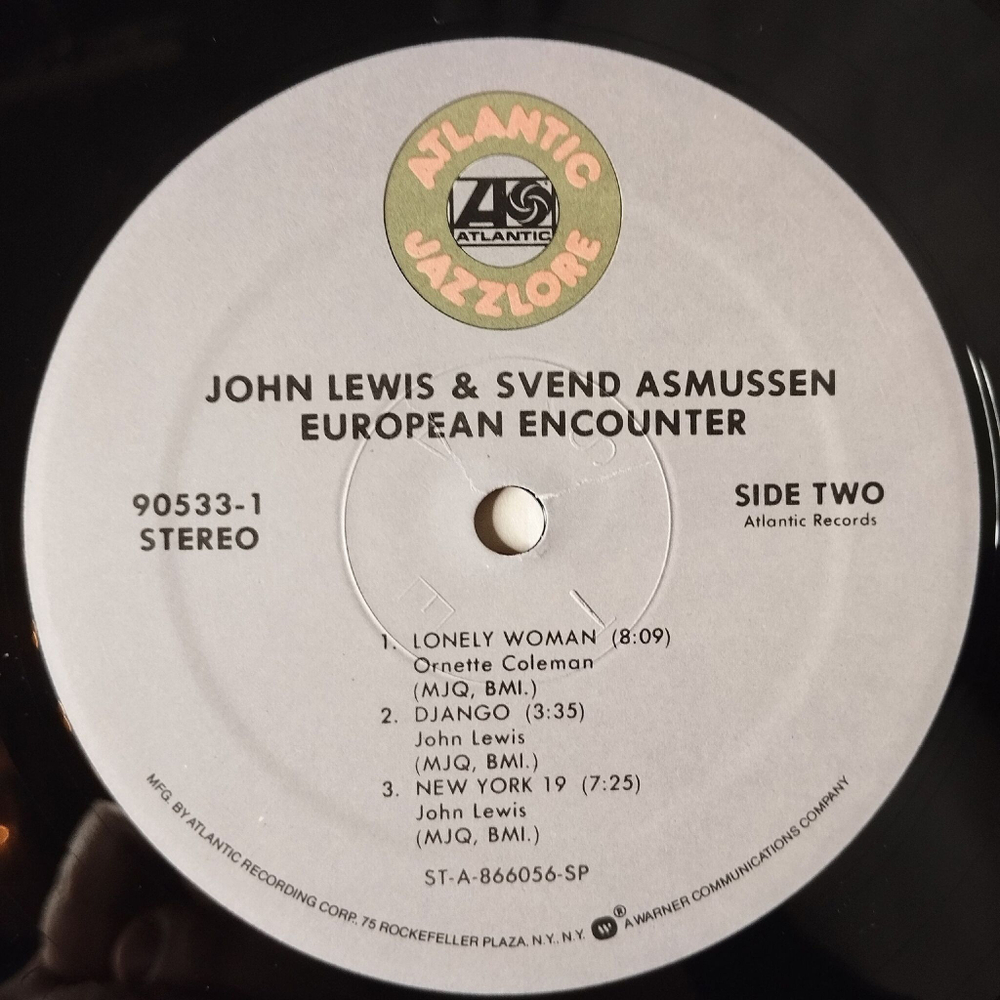 ATLANTIC
ATLANTIC
JAZZLORE
JOHN LEWIS & SVEND ASMUSSEN
EUROPEAN ENCOUNTER
90533-1
STEREO
SIDE TWO
Atlantic Records
1. LONELY WOMAN (8:09)
Ornette Coleman
(MJQ, BMI.)
2. DJANGO (3:35)
John Lewis
(MJQ, BMI.)
3. NEW YORK 19 (7:25)
John Lewis
(MJQ, BMI.)
ST-A-866056-SP
MFG. BY ATLANTIC RECORDING CORP., 75 ROCKEFELLER PLAZA, N.Y., N.Y. ® A WARNER COMMUNICATIONS COMPANY